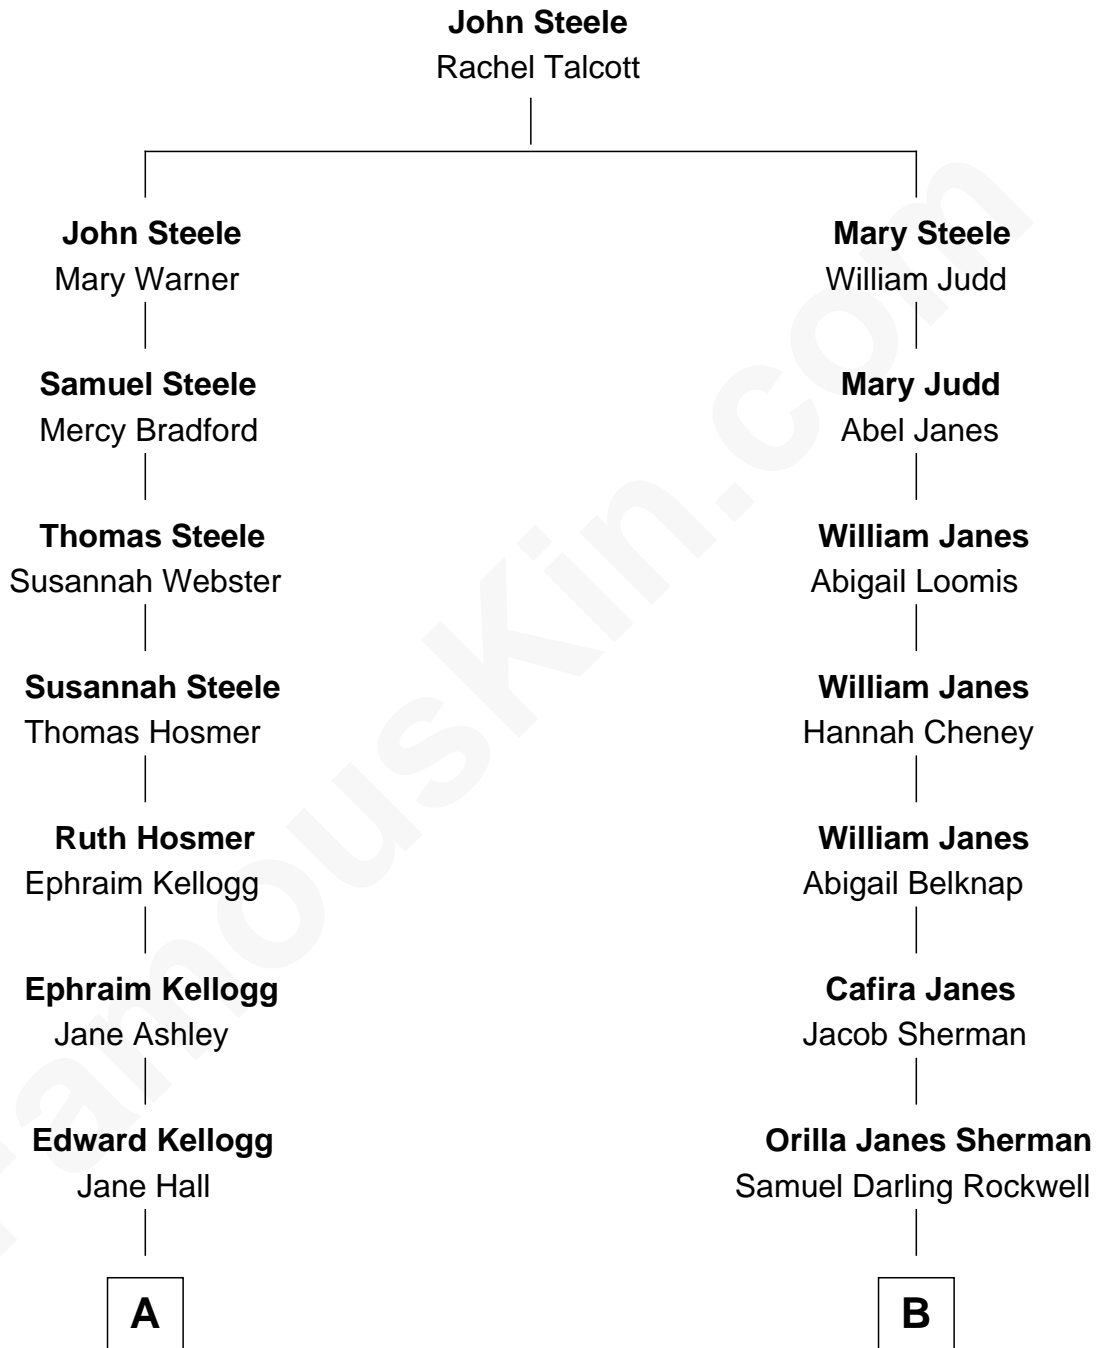 John Steele
Rachel Talcott
John Steele
Mary Warner
Mary Steele
William Judd
Samuel Steele
Mercy Bradford
Mary Judd
Abel Janes
Thomas Steele
Susannah Webster
William Janes
Abigail Loomis
Susannah Steele
Thomas Hosmer
William Janes
Hannah Cheney
Ruth Hosmer
Ephraim Kellogg
William Janes
Abigail Belknap
Ephraim Kellogg
Jane Ashley
Cafira Janes
Jacob Sherman
Edward Kellogg
Jane Hall
Orilla Janes Sherman
Samuel Darling Rockwell
A
B
FamousKin.com